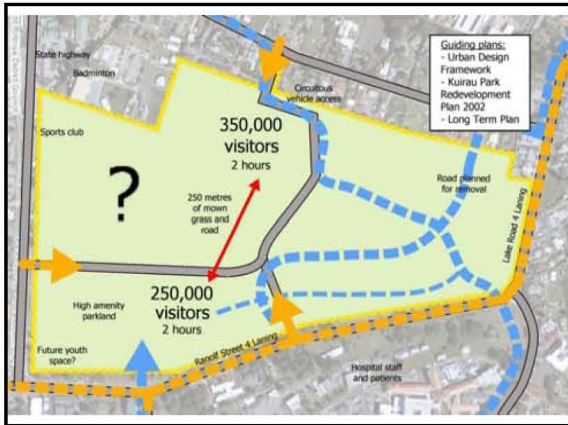 Guiding plans:
- Urban Design
Framework
- Kuirau Park
Redevelopment
Plan 2002
- Long Term Plan
State highway
Badminton
Circuitous
vehicle access
Sports club
350,000
visitors
2 hours
?
250 metres
of mown
grass and
road
Road planned
for removal
Lake Road 4 Laning
High amenity
parkland
250,000
visitors
2 hours
Future youth
space?
Ranolf Street 4 Laning
Hospital staff
and patients